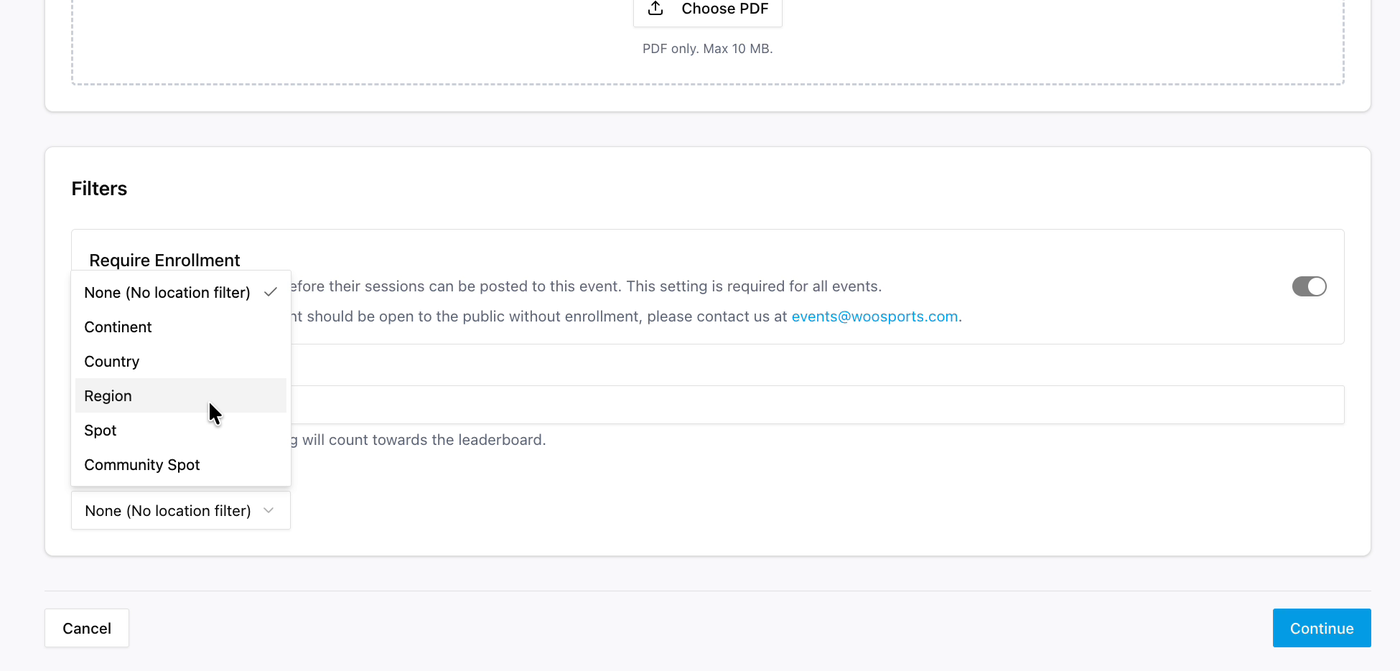 Choose PDF
PDF only. Max 10 MB.
Filters
Require Enrollment
None (No location filter)
efore their sessions can be posted to this event. This setting is required for all events.
Continent
nt should be open to the public without enrollment, please contact us at events@woosports.com.
Country
Region
Spot
g will count towards the leaderboard.
Community Spot
None (No location filter)
Cancel
Continue